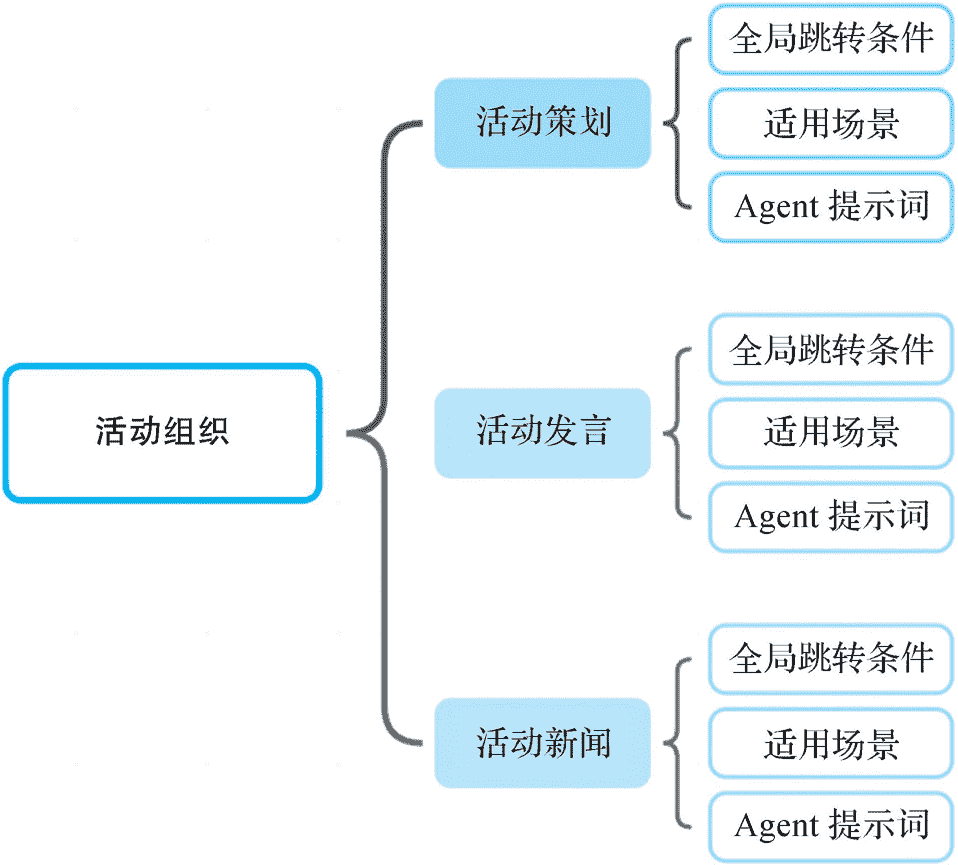 活动组织
活动策划
全局跳转条件
适用场景
Agent 提示词
活动发言
全局跳转条件
适用场景
Agent 提示词
活动新闻
全局跳转条件
适用场景
Agent 提示词